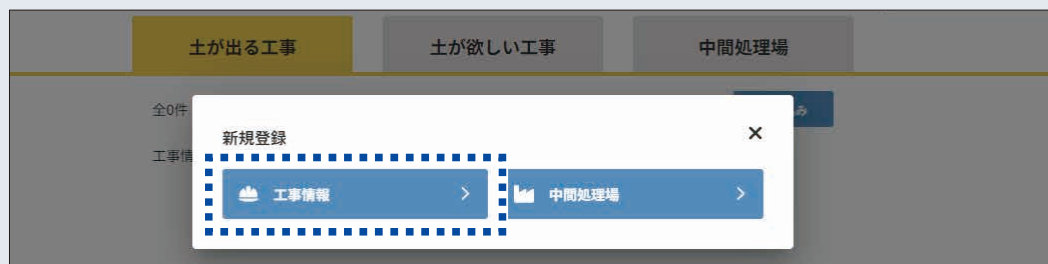 土が出る工事 土が欲しい工事 中間処理場
全0件 み
新規登録 ×
工事情
工事情報 > 中間処理場 >